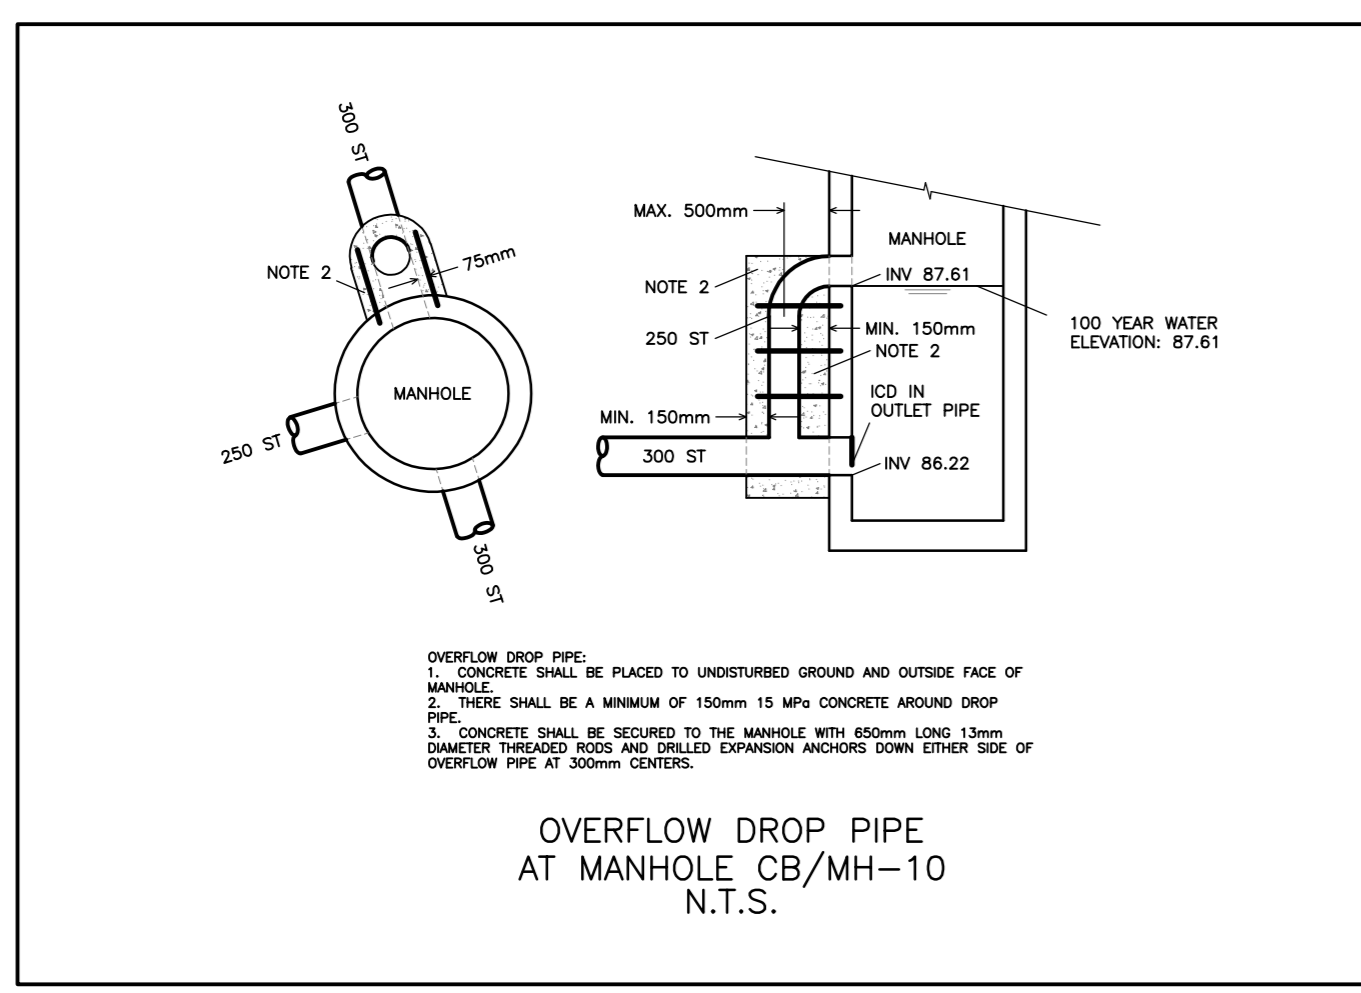 300 ST
NOTE 2
75mm
MANHOLE
250 ST
300 ST
MAX. 500mm
MANHOLE
NOTE 2
INV 87.61
250 ST
MIN. 150mm
NOTE 2
100 YEAR WATER
ELEVATION: 87.61
ICD IN
OUTLET PIPE
MIN. 150mm
300 ST
INV 86.22
OVERFLOW DROP PIPE:
1. CONCRETE SHALL BE PLACED TO UNDISTURBED GROUND AND OUTSIDE FACE OF
MANHOLE.
2. THERE SHALL BE A MINIMUM OF 150mm 15 MPa CONCRETE AROUND DROP
PIPE.
3. CONCRETE SHALL BE SECURED TO THE MANHOLE WITH 650mm LONG 13mm
DIAMETER THREADED RODS AND DRILLED EXPANSION ANCHORS DOWN EITHER SIDE OF
OVERFLOW PIPE AT 300mm CENTERS.
OVERFLOW DROP PIPE
AT MANHOLE CB/MH-10
N.T.S.